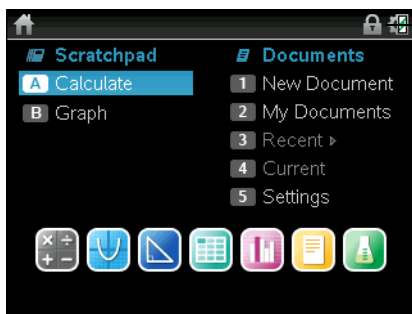 Scratchpad
A Calculate
B Graph
Documents
1 New Document
2 My Documents
3 Recent ▸
4 Current
5 Settings
× ÷
+ −